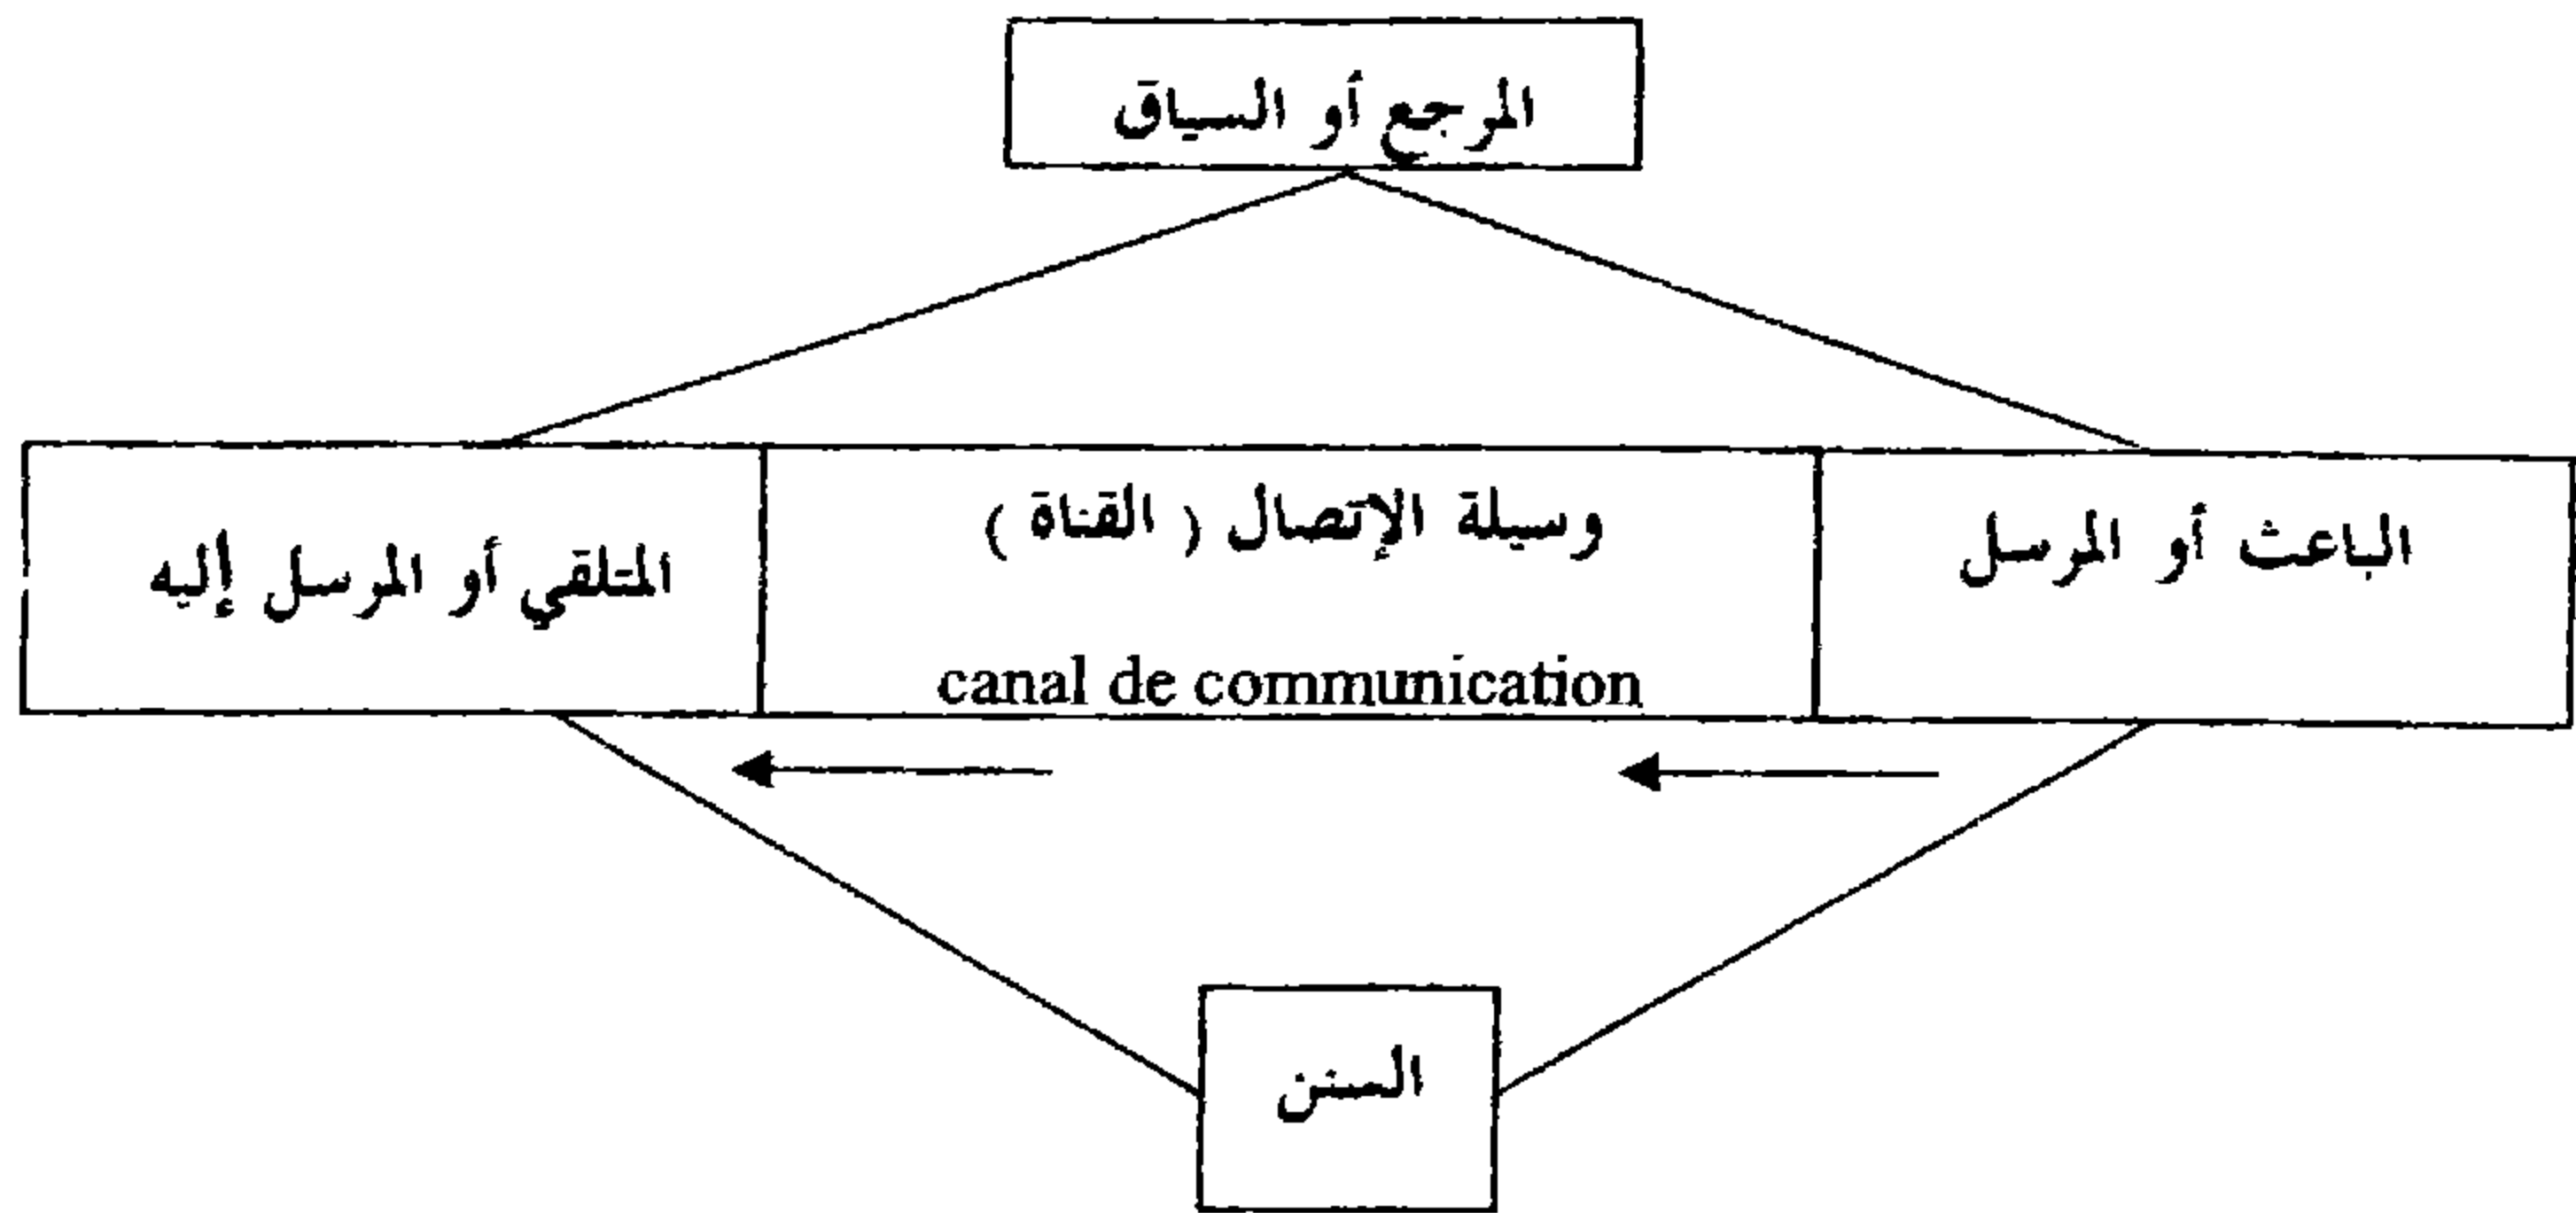 المرجع أو السياق
الباعث أو المرسل
وسيلة الإتصال ( القناة )
canal de communication
المتلقي أو المرسل إليه
السنن